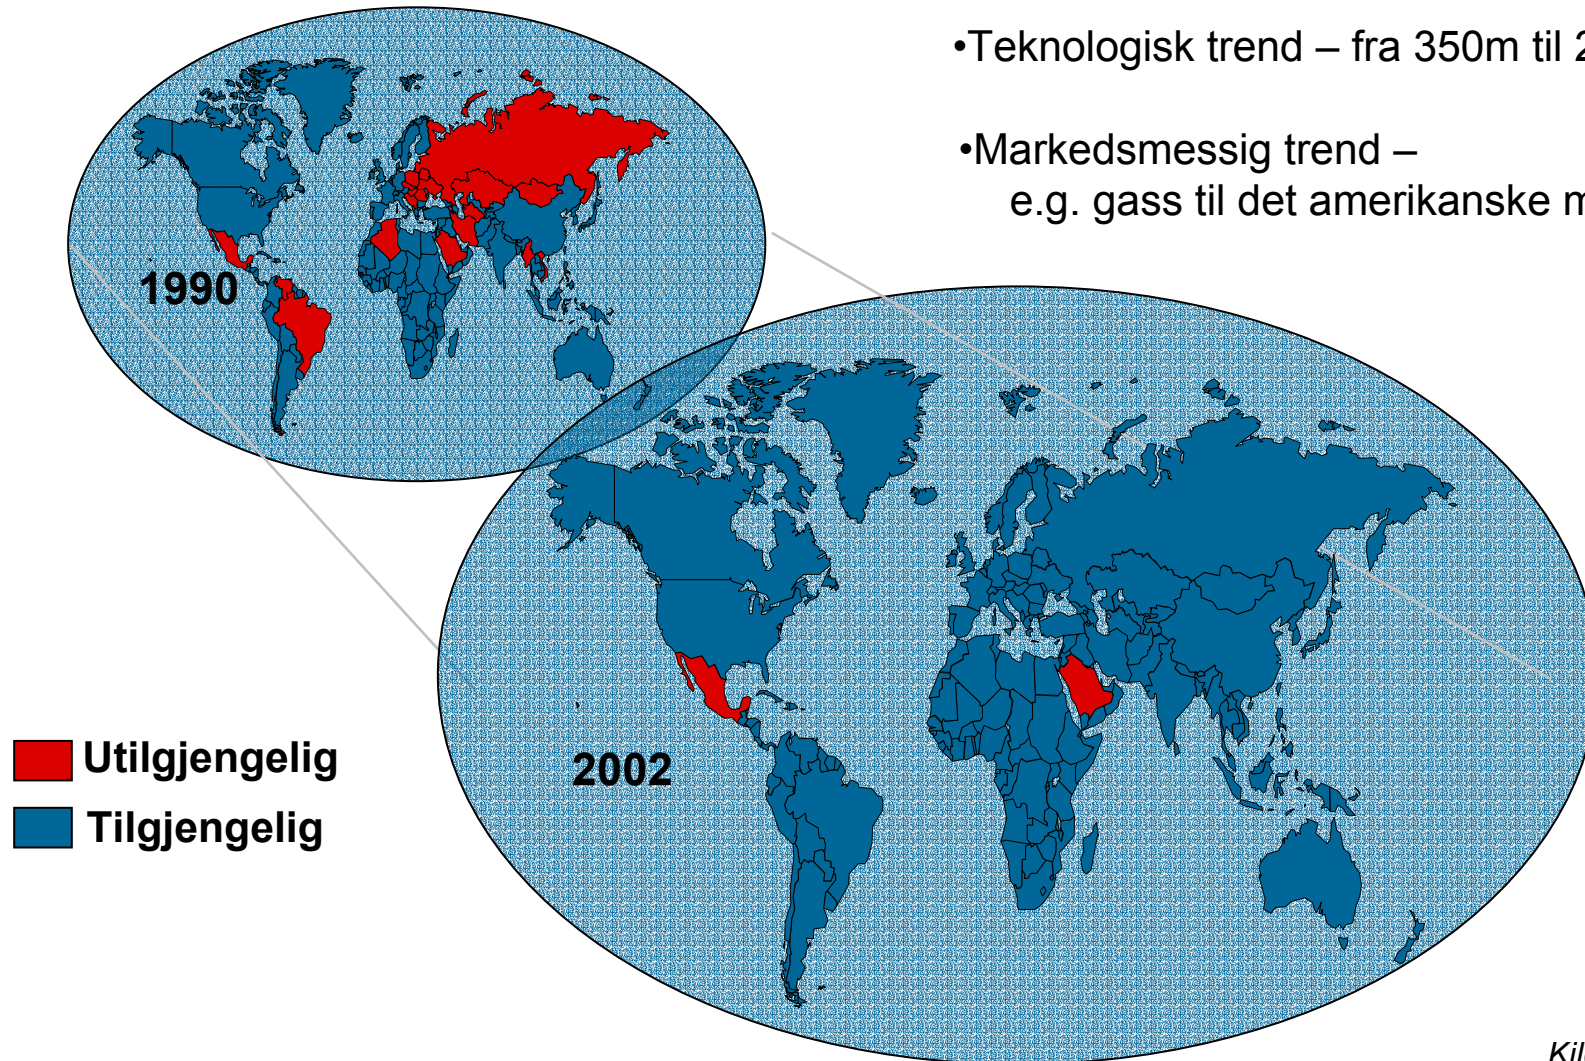 •Teknologisk trend – fra 350m til
•Markedsmessig trend –
e.g. gass til det amerikanske
1990
2002
Utilgjengelig
Tilgjengelig